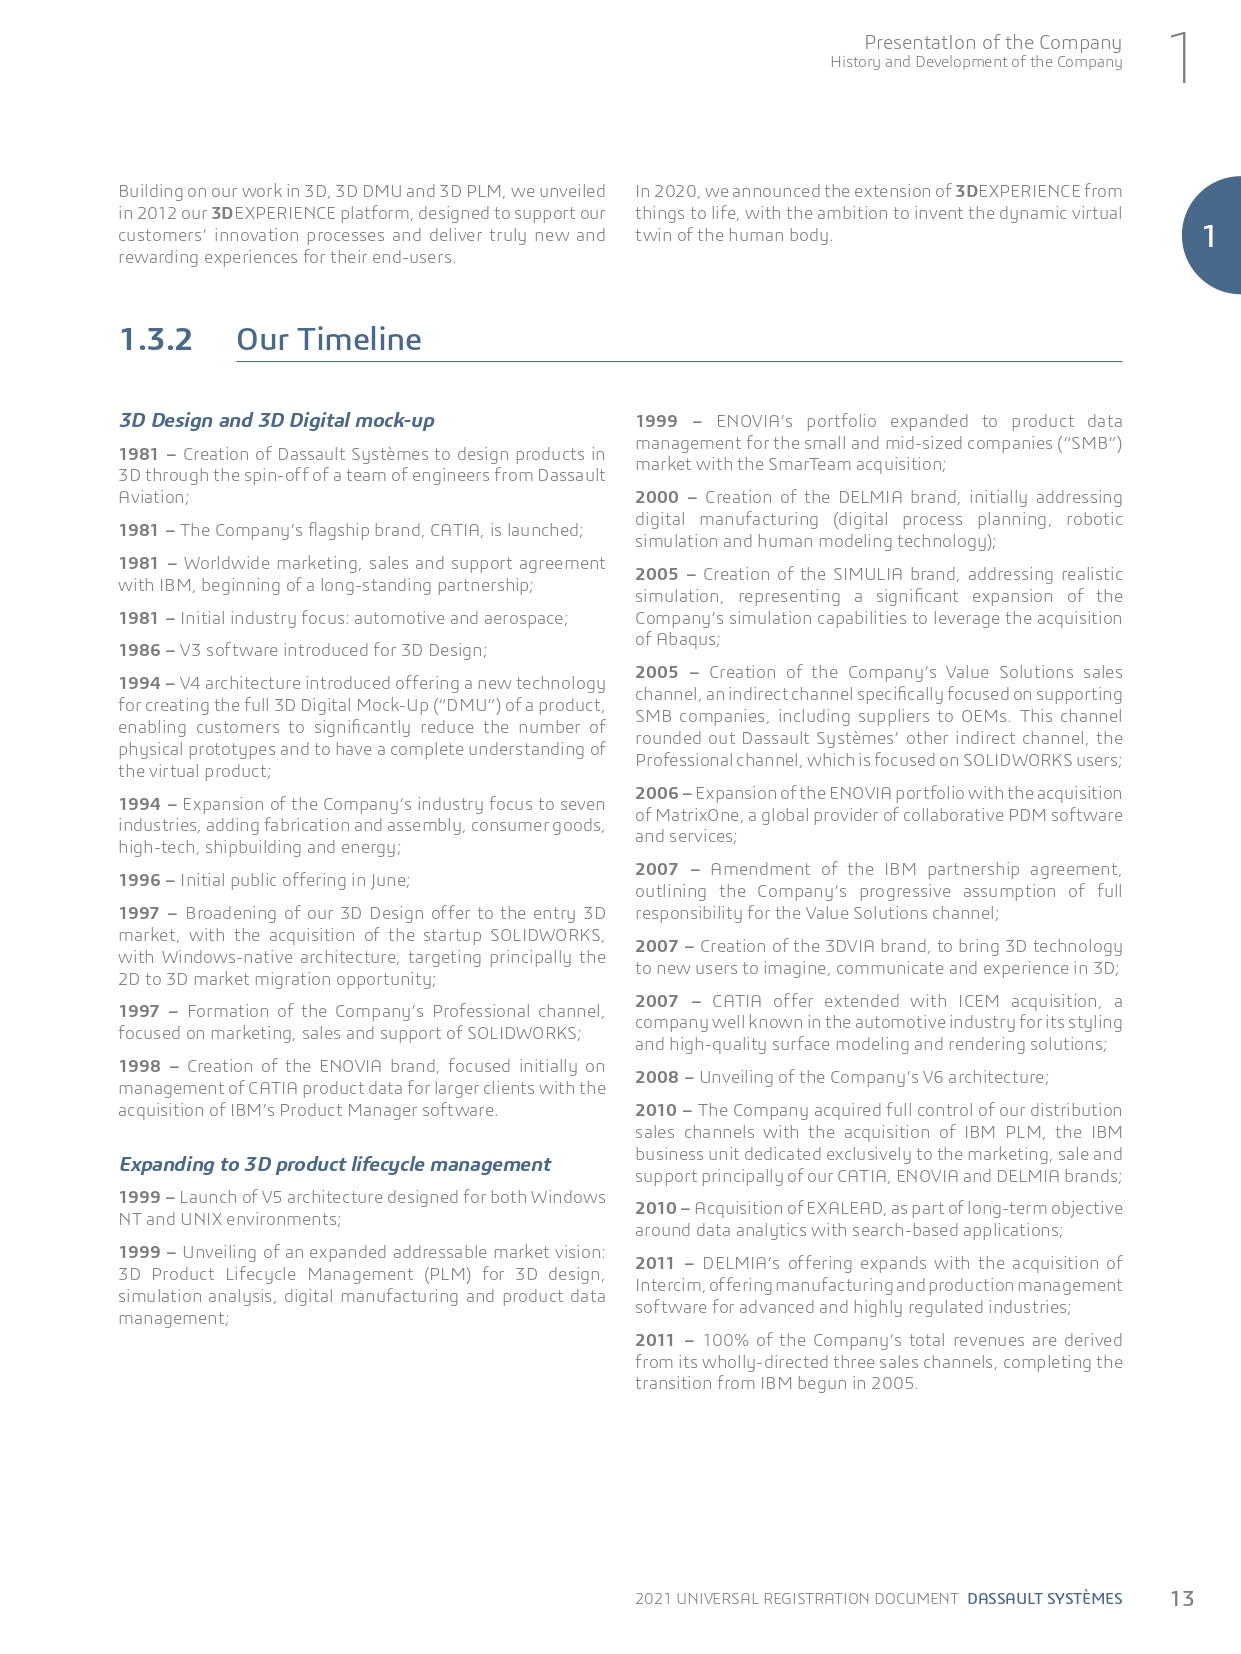 PresentatIon of the Company
History and Development of the Company
1
Building on our work in 3D, 3D DMU and 3D PLM, we unveiled
in 2012 our 3DEXPERIENCE platform, designed to support our
customers’ innovation processes and deliver truly new and
rewarding experiences for their end-users.
In 2020, we announced the extension of 3DEXPERIENCE from
things to life, with the ambition to invent the dynamic virtual
twin of the human body.
1
1.3.2 Our Timeline
3D Design and 3D Digital mock-up
1981 – Creation of Dassault Systèmes to design products in
3D through the spin-off of a team of engineers from Dassault
Aviation;
1981 – The Company’s flagship brand, CATIA, is launched;
1981 – Worldwide marketing, sales and support agreement
with IBM, beginning of a long-standing partnership;
1981 – Initial industry focus: automotive and aerospace;
1986 – V3 software introduced for 3D Design;
1994 – V4 architecture introduced offering a new technology
for creating the full 3D Digital Mock-Up (“DMU”) of a product,
enabling customers to significantly reduce the number of
physical prototypes and to have a complete understanding of
the virtual product;
1994 – Expansion of the Company’s industry focus to seven
industries, adding fabrication and assembly, consumer goods,
high-tech, shipbuilding and energy;
1996 – Initial public offering in June;
1997 – Broadening of our 3D Design offer to the entry 3D
market, with the acquisition of the startup SOLIDWORKS,
with Windows-native architecture, targeting principally the
2D to 3D market migration opportunity;
1997 – Formation of the Company’s Professional channel,
focused on marketing, sales and support of SOLIDWORKS;
1998 – Creation of the ENOVIA brand, focused initially on
management of CATIA product data for larger clients with the
acquisition of IBM’s Product Manager software.
Expanding to 3D product lifecycle management
1999 – Launch of V5 architecture designed for both Windows
NT and UNIX environments;
1999 – Unveiling of an expanded addressable market vision:
3D Product Lifecycle Management (PLM) for 3D design,
simulation analysis, digital manufacturing and product data
management;
1999 – ENOVIA’s portfolio expanded to product data
management for the small and mid-sized companies (“SMB”)
market with the SmarTeam acquisition;
2000 – Creation of the DELMIA brand, initially addressing
digital manufacturing (digital process planning, robotic
simulation and human modeling technology);
2005 – Creation of the SIMULIA brand, addressing realistic
simulation, representing a significant expansion of the
Company’s simulation capabilities to leverage the acquisition
of Abaqus;
2005 – Creation of the Company’s Value Solutions sales
channel, an indirect channel specifically focused on supporting
SMB companies, including suppliers to OEMs. This channel
rounded out Dassault Systèmes’ other indirect channel, the
Professional channel, which is focused on SOLIDWORKS users;
2006 – Expansion of the ENOVIA portfolio with the acquisition
of MatrixOne, a global provider of collaborative PDM software
and services;
2007 – Amendment of the IBM partnership agreement,
outlining the Company’s progressive assumption of full
responsibility for the Value Solutions channel;
2007 – Creation of the 3DVIA brand, to bring 3D technology
to new users to imagine, communicate and experience in 3D;
2007 – CATIA offer extended with ICEM acquisition, a
company well known in the automotive industry for its styling
and high-quality surface modeling and rendering solutions;
2008 – Unveiling of the Company’s V6 architecture;
2010 – The Company acquired full control of our distribution
sales channels with the acquisition of IBM PLM, the IBM
business unit dedicated exclusively to the marketing, sale and
support principally of our CATIA, ENOVIA and DELMIA brands;
2010 – Acquisition of EXALEAD, as part of long-term objective
around data analytics with search-based applications;
2011 – DELMIA’s offering expands with the acquisition of
Intercim, offering manufacturing and production management
software for advanced and highly regulated industries;
2011 – 100% of the Company’s total revenues are derived
from its wholly-directed three sales channels, completing the
transition from IBM begun in 2005.
2021 UNIVERSAL REGISTRATION DOCUMENT DASSAULT SYSTÈMES 13